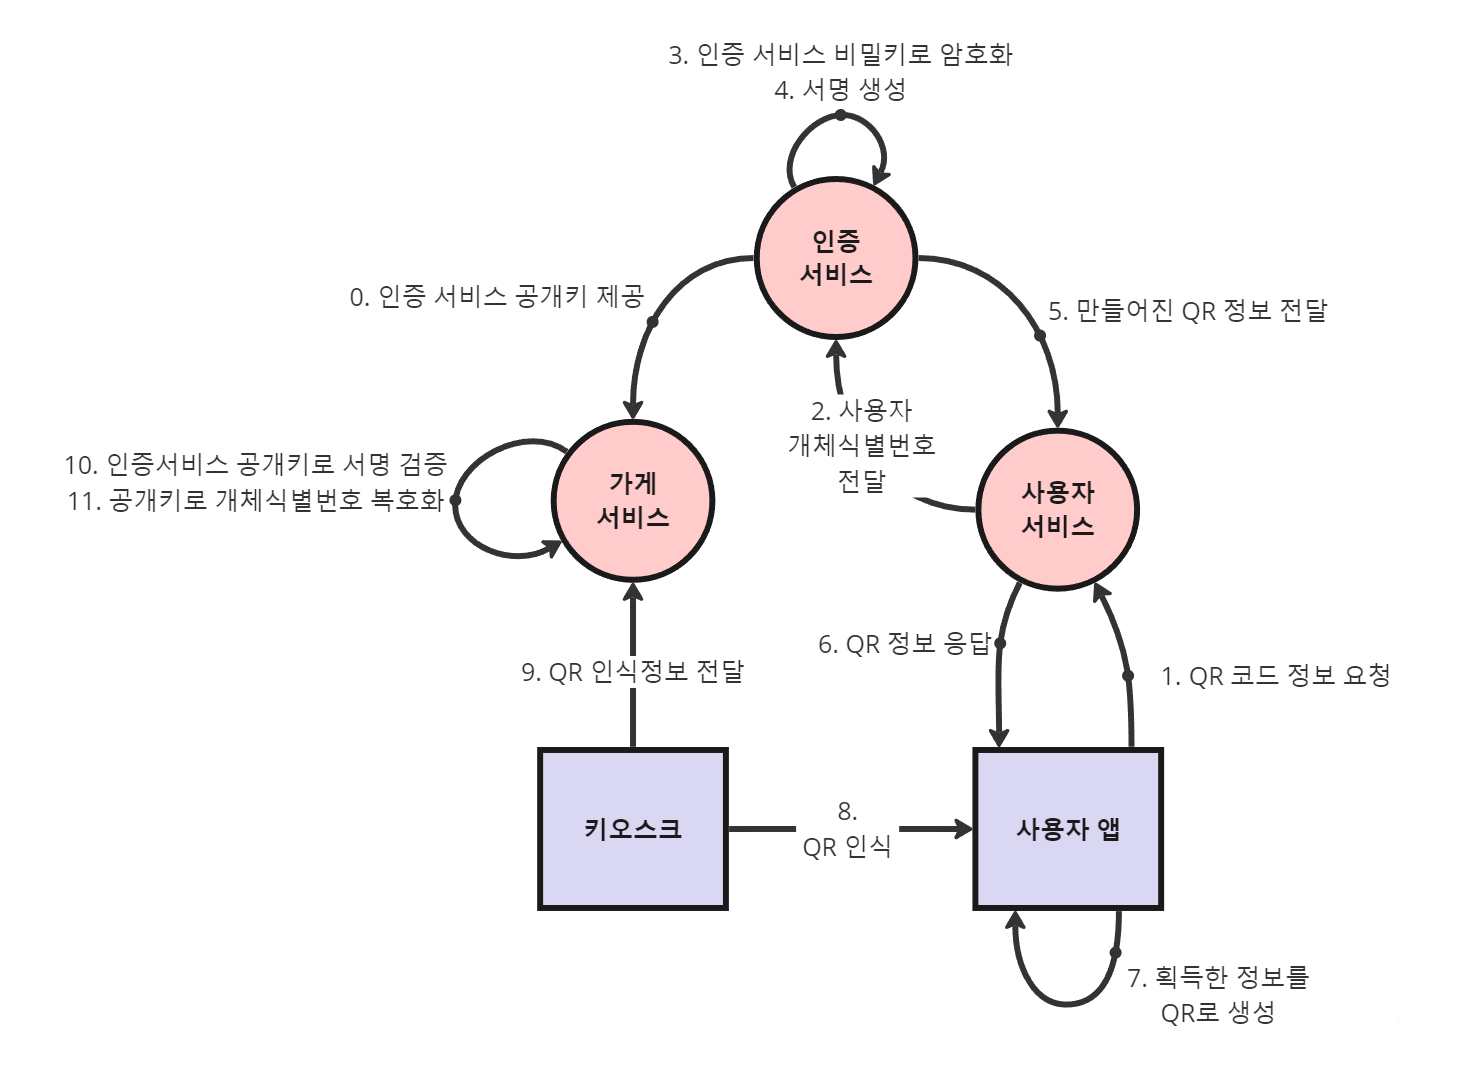 3. 인증 서비스 비밀키로 암호화
4. 서명 생성
인증
서비스
0. 인증 서비스 공개키 제공
5. 만들어진 QR 정보 전달
2. 사용자
개체식별번호
전달
10. 인증서비스 공개키로 서명 검증
11. 공개키로 개체식별번호 복호화
가게
서비스
사용자
서비스
6. QR 정보 응답
9. QR 인식정보 전달
1. QR 코드 정보 요청
키오스크
8.
QR 인식
사용자 앱
7. 획득한 정보를
QR로 생성